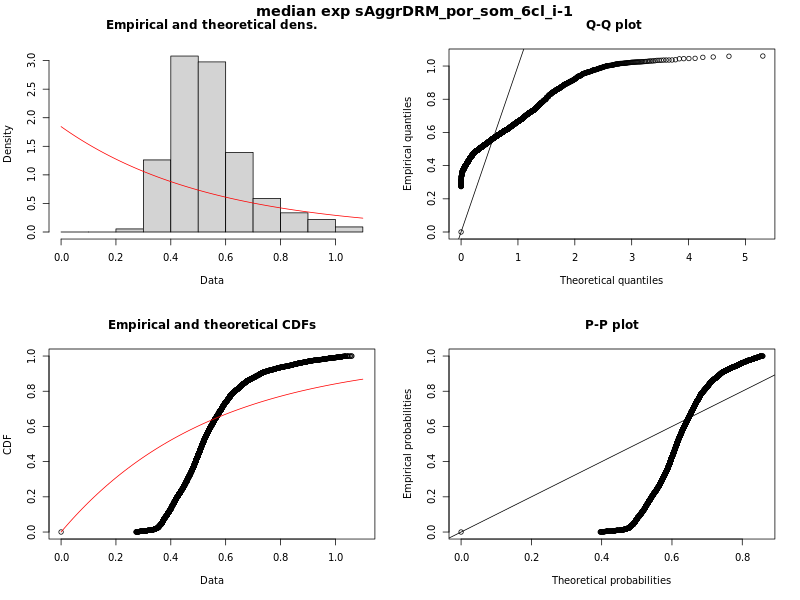 median exp sAggrDRM_por_som_6cl_i-1
Empirical and theoretical dens.
Density
0.0 0.5 1.0 1.5 2.0 2.5 3.0
0.0 0.2 0.4 0.6 0.8 1.0
Data
Q-Q plot
Empirical quantiles
0.0 0.2 0.4 0.6 0.8 1.0
0 1 2 3 4 5
Theoretical quantiles
Empirical and theoretical CDFs
CDF
0.0 0.2 0.4 0.6 0.8 1.0
0.0 0.2 0.4 0.6 0.8 1.0
Data
P-P plot
Empirical probabilities
0.0 0.2 0.4 0.6 0.8 1.0
0.0 0.2 0.4 0.6 0.8
Theoretical probabilities